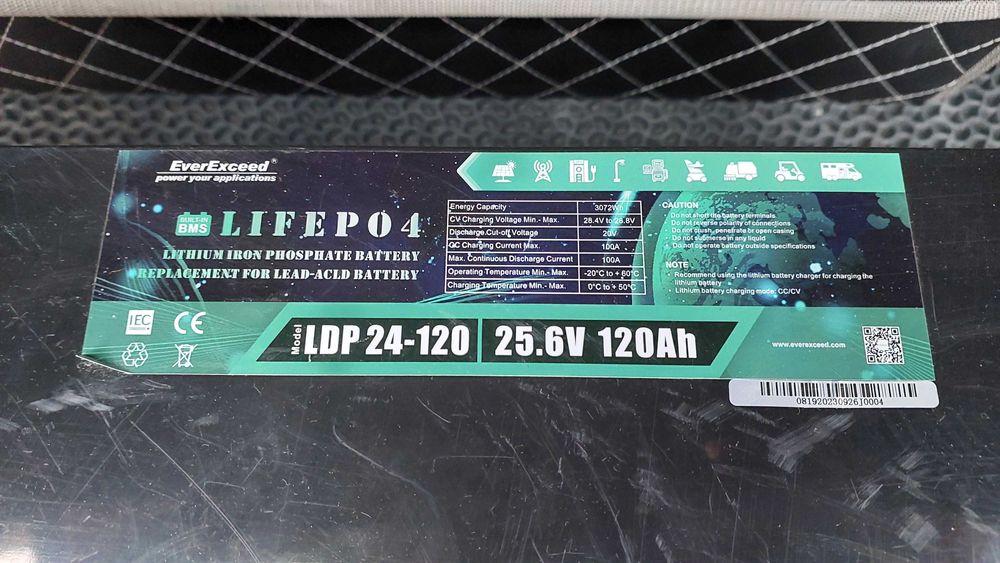 EverExceed®
power your applications
BUILT-IN
BMS
LIFEPO4
LITHIUM IRON PHOSPHATE BATTERY
REPLACEMENT FOR LEAD-ACLD BATTERY
Energy Capacity 3072Wh
CV Charging Voltage Min.- Max. 28.4V to 28.8V
Discharge Cut-off Voltage 20V
CC Charging Current Max. 100A
Max. Continuous Discharge Current 100A
Operating Temperature Min.- Max. -20°C to + 60°C
Charging Temperature Min.- Max. 0°C to + 50°C
CAUTION
Do not short the battery terminals
Do not reverse polarity of connections
Do not crush, penetrate or open casing
Do not submerse in any liquid
Do not operate battery outside specifications
NOTE
Recommend using the lithium battery charger for charging the
lithium battery
Lithium battery charging mode: CC/CV
IEC
CE
Model LDP 24-120 25.6V 120Ah
www.everexceed.com
081920230926J0004